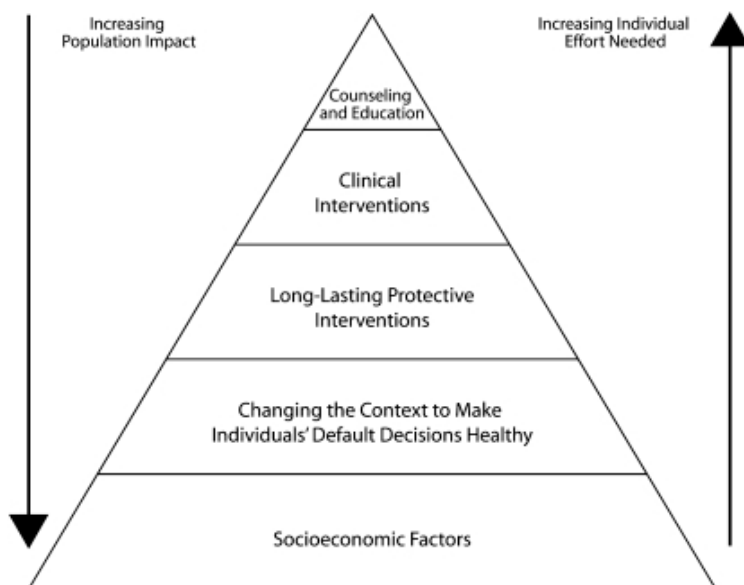 Increasing
Population Impact
Increasing Individual
Effort Needed
Counseling
and Education
Clinical
Interventions
Long-Lasting Protective
Interventions
Changing the Context to Make
Individuals’ Default Decisions Healthy
Socioeconomic Factors